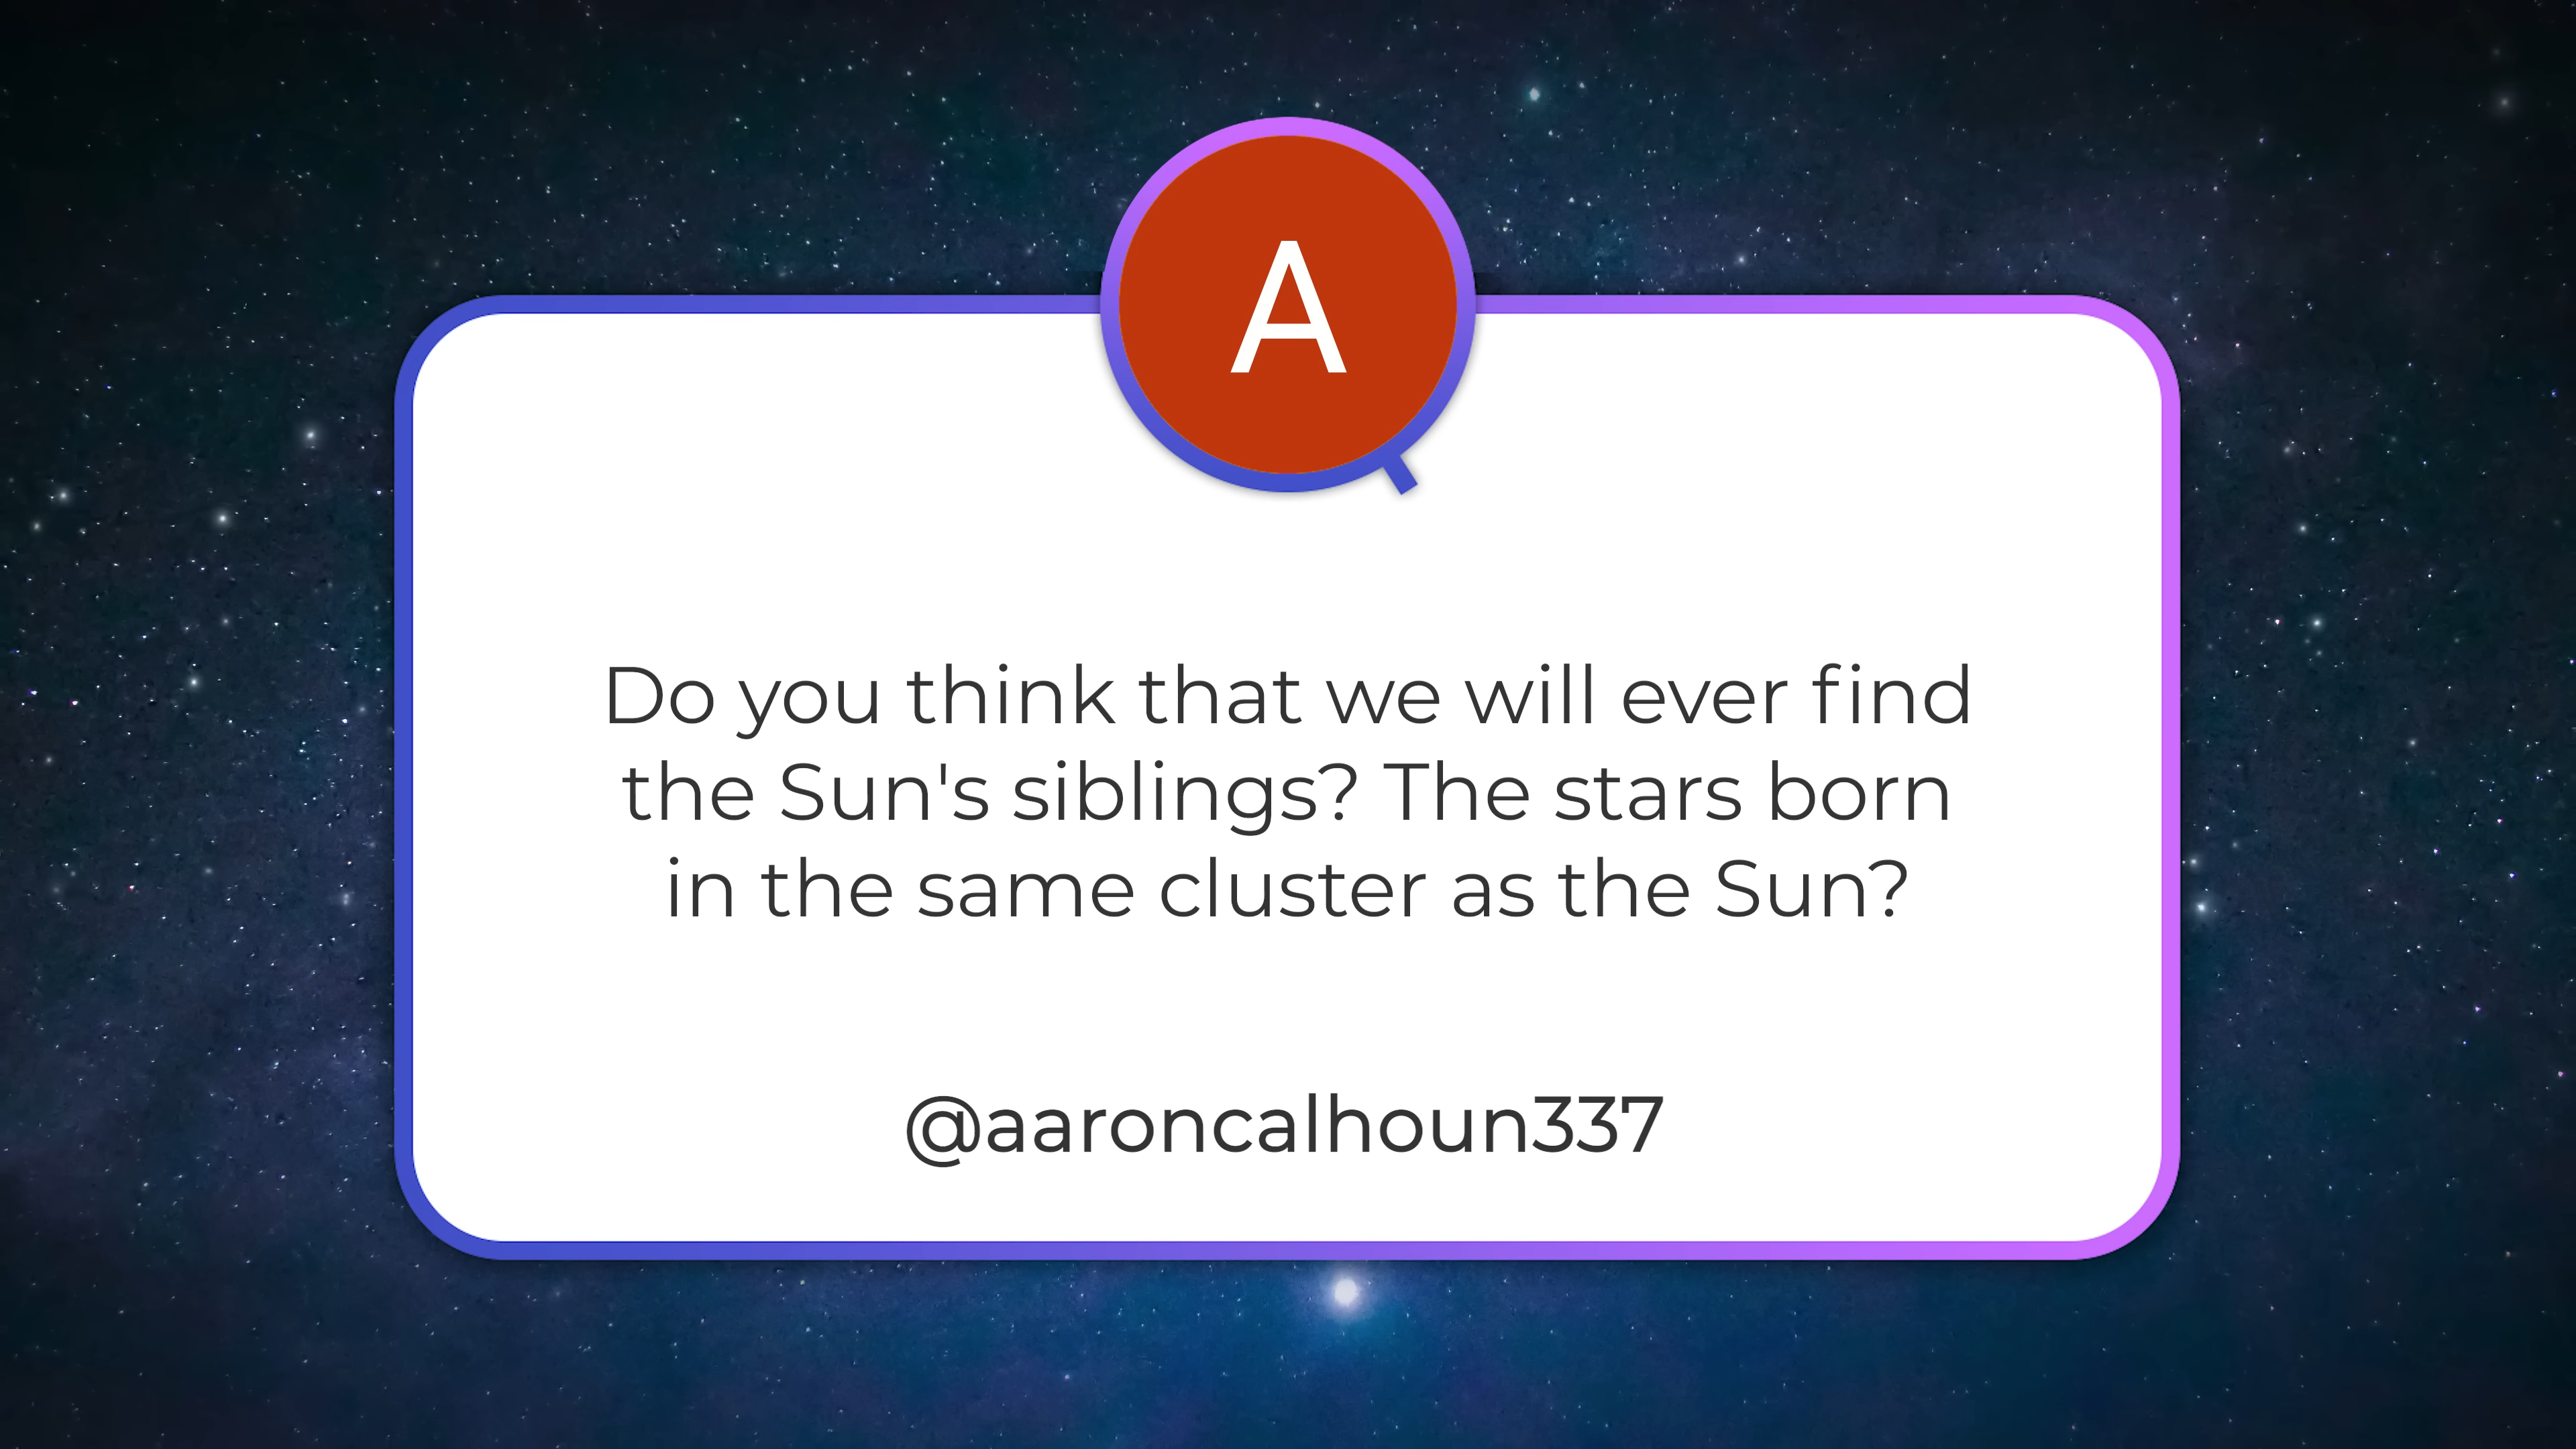 A
Do you think that we will ever find
the Sun's siblings? The stars born
in the same cluster as the Sun?
@aaroncalhoun337